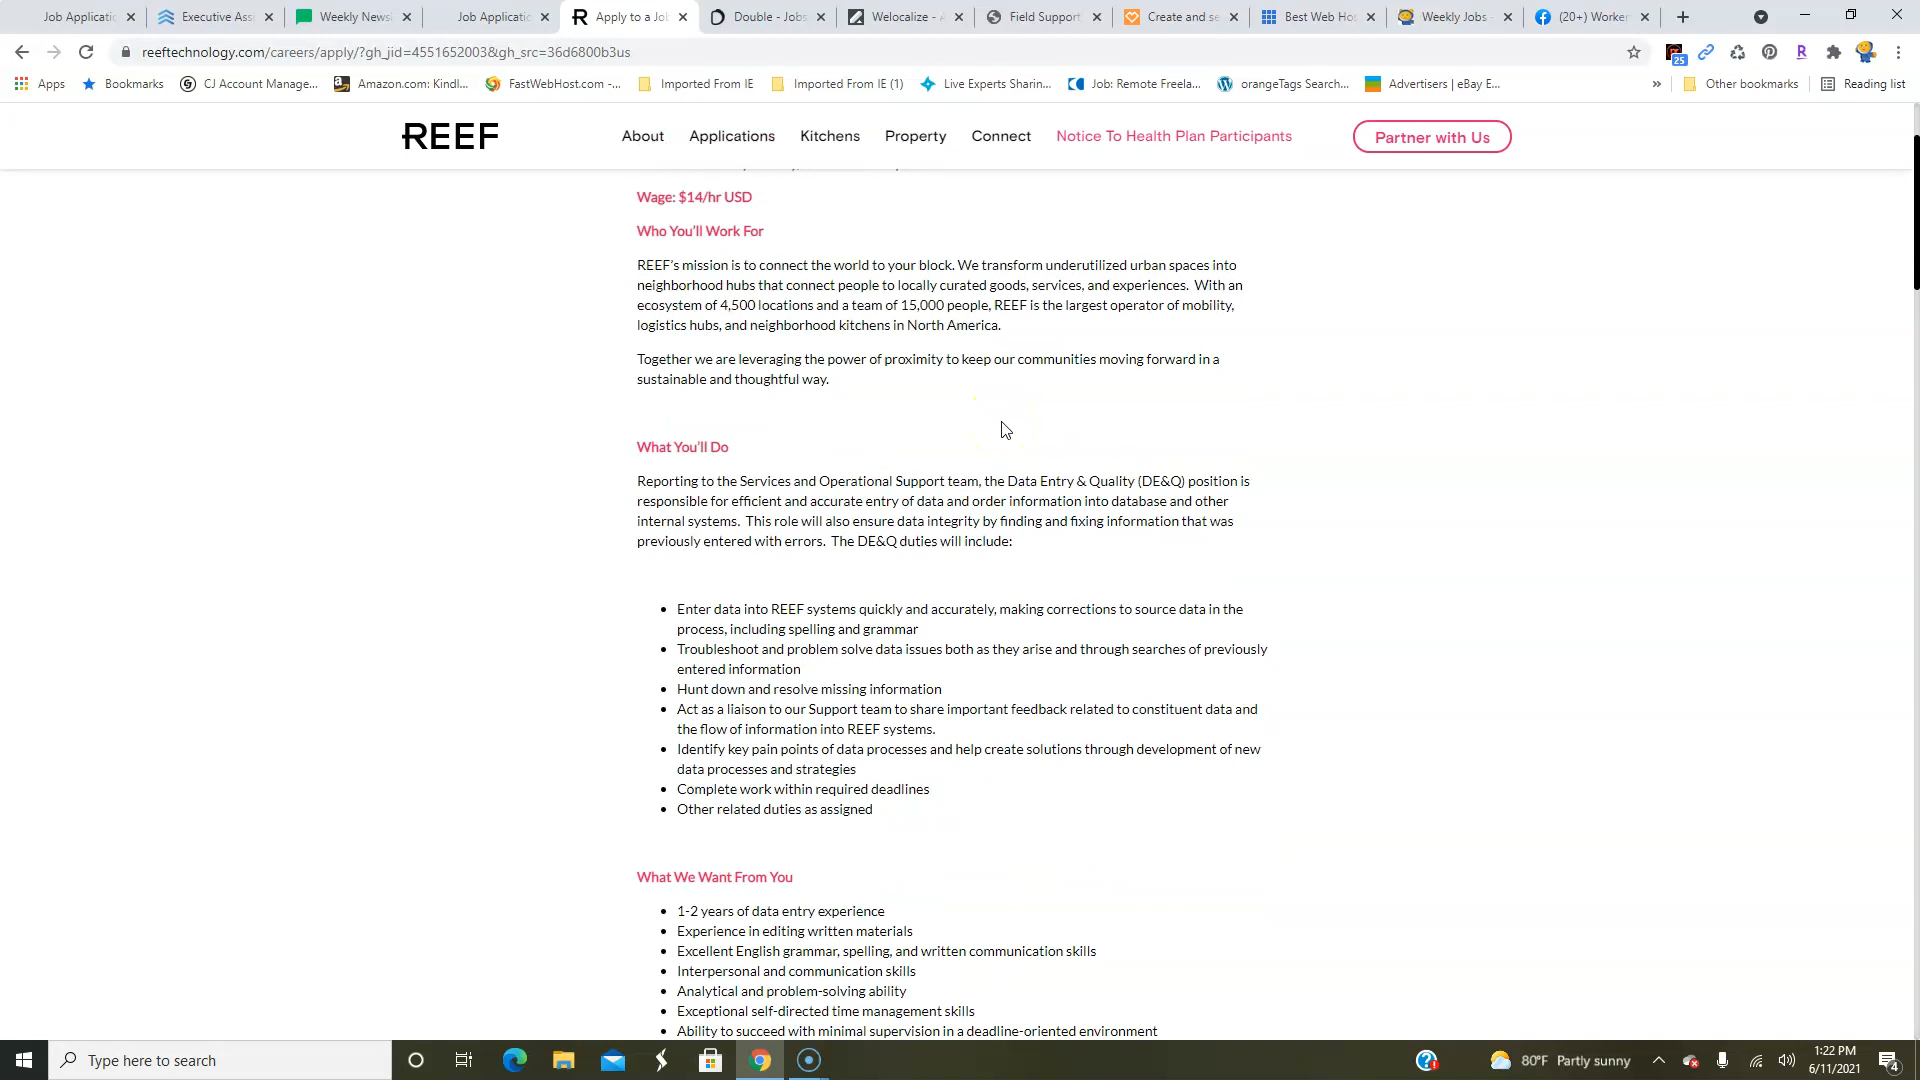 Job Applicatio
Executive Ass
Weekly News
Job Applicatio
Apply to a Jo
Double - Jobs
Welocalize - A
Field Support
Create and se
Best Web Hos
Weekly Jobs -
(20+) Worker
reeftechnology.com/careers/apply/?gh_jid=4551652003&gh_src=36d6800b3us
25
Apps
Bookmarks
CJ Account Manage...
Amazon.com: Kindl...
FastWebHost.com -...
Imported From IE
Imported From IE (1)
Live Experts Sharin...
Job: Remote Freela...
orangeTags Search...
Advertisers | eBay E...
Other bookmarks
Reading list
REEF
About
Applications
Kitchens
Property
Connect
Notice To Health Plan Participants
Partner with Us
Wage: $14/hr USD
Who You'll Work For
REEF's mission is to connect the world to your block. We transform underutilized urban spaces into
neighborhood hubs that connect people to locally curated goods, services, and experiences. With an
ecosystem of 4,500 locations and a team of 15,000 people, REEF is the largest operator of mobility,
logistics hubs, and neighborhood kitchens in North America.
Together we are leveraging the power of proximity to keep our communities moving forward in a
sustainable and thoughtful way.
What You'll Do
Reporting to the Services and Operational Support team, the Data Entry & Quality (DE&Q) position is
responsible for efficient and accurate entry of data and order information into database and other
internal systems. This role will also ensure data integrity by finding and fixing information that was
previously entered with errors. The DE&Q duties will include:
• Enter data into REEF systems quickly and accurately, making corrections to source data in the
process, including spelling and grammar
• Troubleshoot and problem solve data issues both as they arise and through searches of previously
entered information
• Hunt down and resolve missing information
• Act as a liaison to our Support team to share important feedback related to constituent data and
the flow of information into REEF systems.
• Identify key pain points of data processes and help create solutions through development of new
data processes and strategies
• Complete work within required deadlines
• Other related duties as assigned
What We Want From You
• 1-2 years of data entry experience
• Experience in editing written materials
• Excellent English grammar, spelling, and written communication skills
• Interpersonal and communication skills
• Analytical and problem-solving ability
• Exceptional self-directed time management skills
• Ability to succeed with minimal supervision in a deadline-oriented environment
Type here to search
80°F Partly sunny
1:22 PM
6/11/2021
4